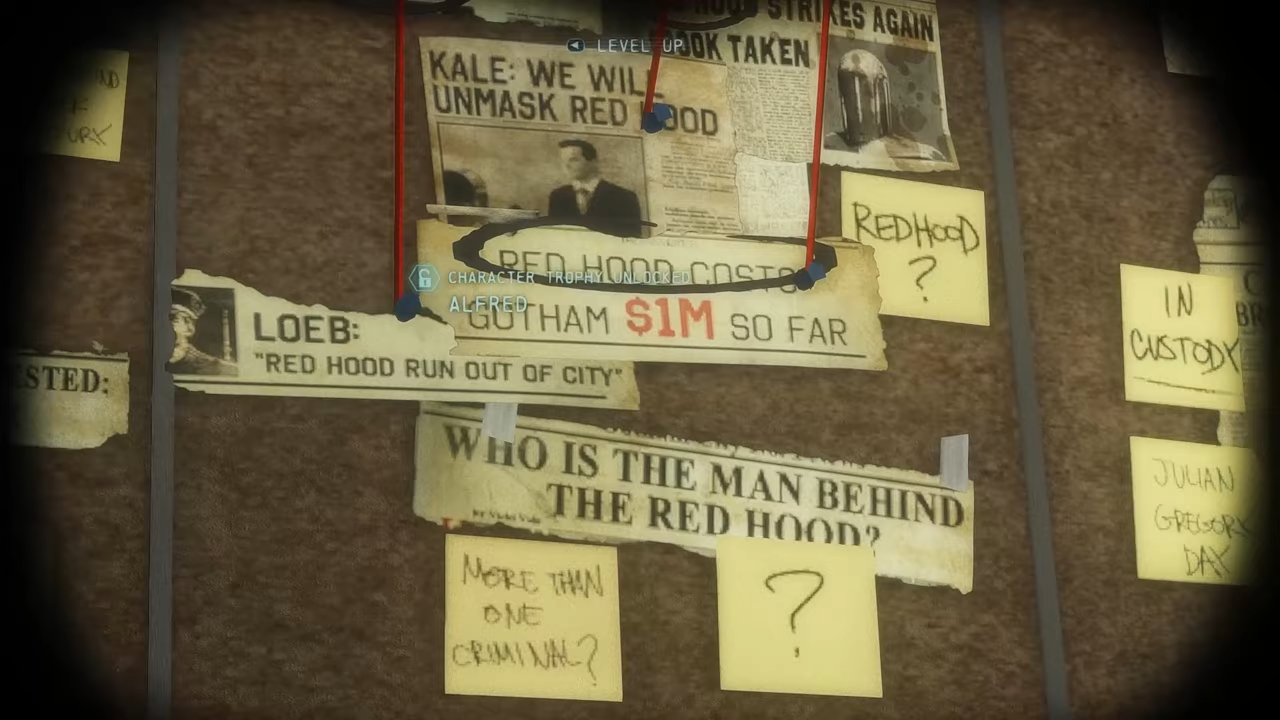 STRIKES AGAIN
TAKEN
LEVEL UP
KALE: WE WILL
UNMASK RED HOOD
REDHOOD
?
RED HOOD COSTS
GOTHAM $1M SO FAR
CHARACTER TROPHY UNLOCKED
ALFRED
LOEB:
"RED HOOD RUN OUT OF CITY"
STED:
IN
CUSTODY
WHO IS THE MAN BEHIND
THE RED HOOD?
JULIAN
GREGORY
DAY
MORE THAN
ONE
CRIMINAL?
?